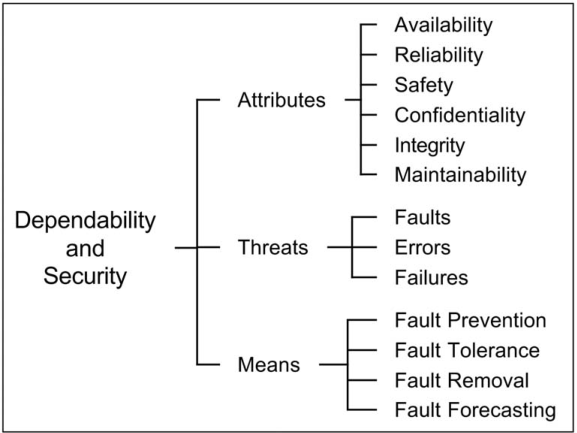 Dependability
and
Security
Attributes
Availability
Reliability
Safety
Confidentiality
Integrity
Maintainability
Threats
Faults
Errors
Failures
Means
Fault Prevention
Fault Tolerance
Fault Removal
Fault Forecasting